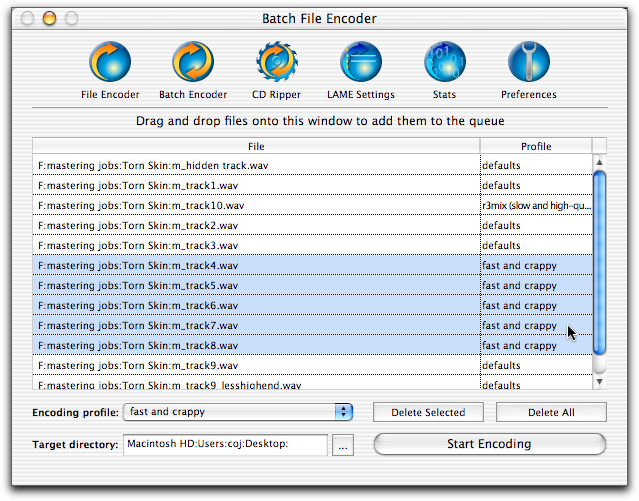 Batch File Encoder
File Encoder Batch Encoder CD Ripper LAME Settings Stats Preferences
Drag and drop files onto this window to add them to the queue
File Profile
F:mastering jobs:Torn Skin:m_hidden track.wav defaults
F:mastering jobs:Torn Skin:m_track1.wav defaults
F:mastering jobs:Torn Skin:m_track10.wav r3mix (slow and high-qu...
F:mastering jobs:Torn Skin:m_track2.wav defaults
F:mastering jobs:Torn Skin:m_track3.wav defaults
F:mastering jobs:Torn Skin:m_track4.wav fast and crappy
F:mastering jobs:Torn Skin:m_track5.wav fast and crappy
F:mastering jobs:Torn Skin:m_track6.wav fast and crappy
F:mastering jobs:Torn Skin:m_track7.wav fast and crappy
F:mastering jobs:Torn Skin:m_track8.wav fast and crappy
F:mastering jobs:Torn Skin:m_track9.wav defaults
F:mastering jobs:Torn Skin:m_track9_lesshighend.wav defaults
Encoding profile: fast and crappy Delete Selected Delete All
Target directory: Macintosh HD:Users:coj:Desktop: ... Start Encoding